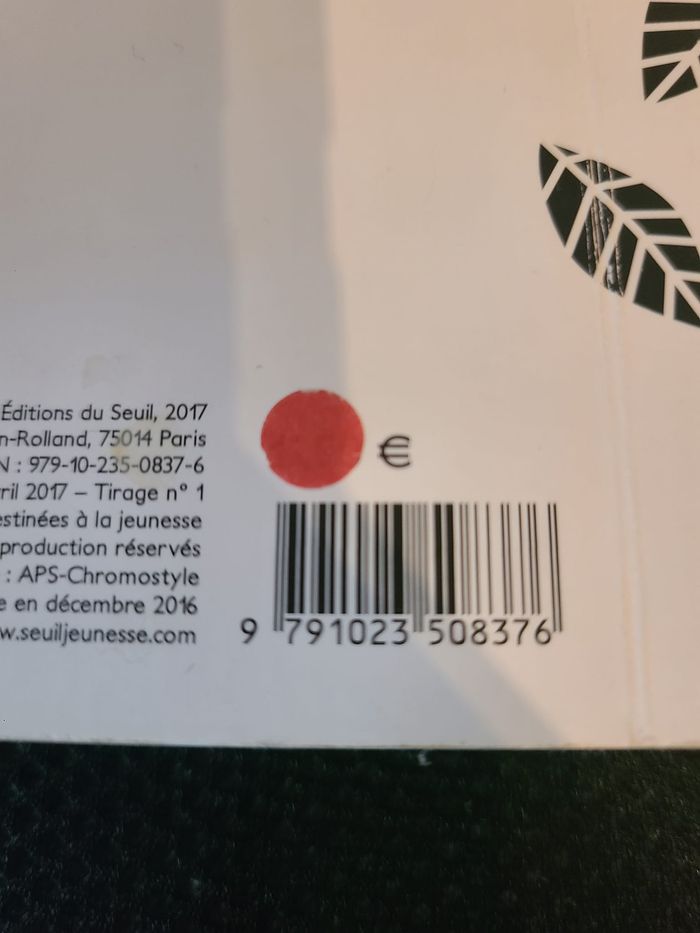 Éditions du Seuil, 2017
n-Rolland, 75014 Paris
N : 979-10-235-0837-6
ril 2017 – Tirage n° 1
estinées à la jeunesse
production réservés
: APS-Chromostyle
e en décembre 2016
w.seuiljeunesse.com
€
9 791023 508376